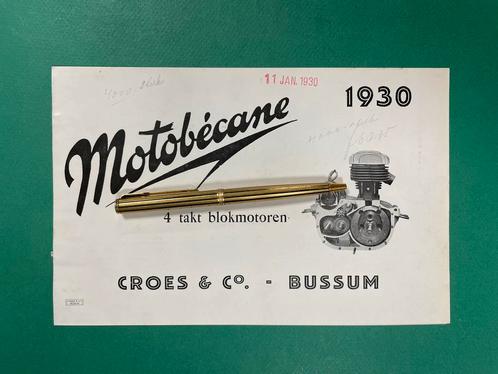 11 JAN. 1930
1930
Motobécane
4 takt blokmotoren
CROES & Cº. - BUSSUM